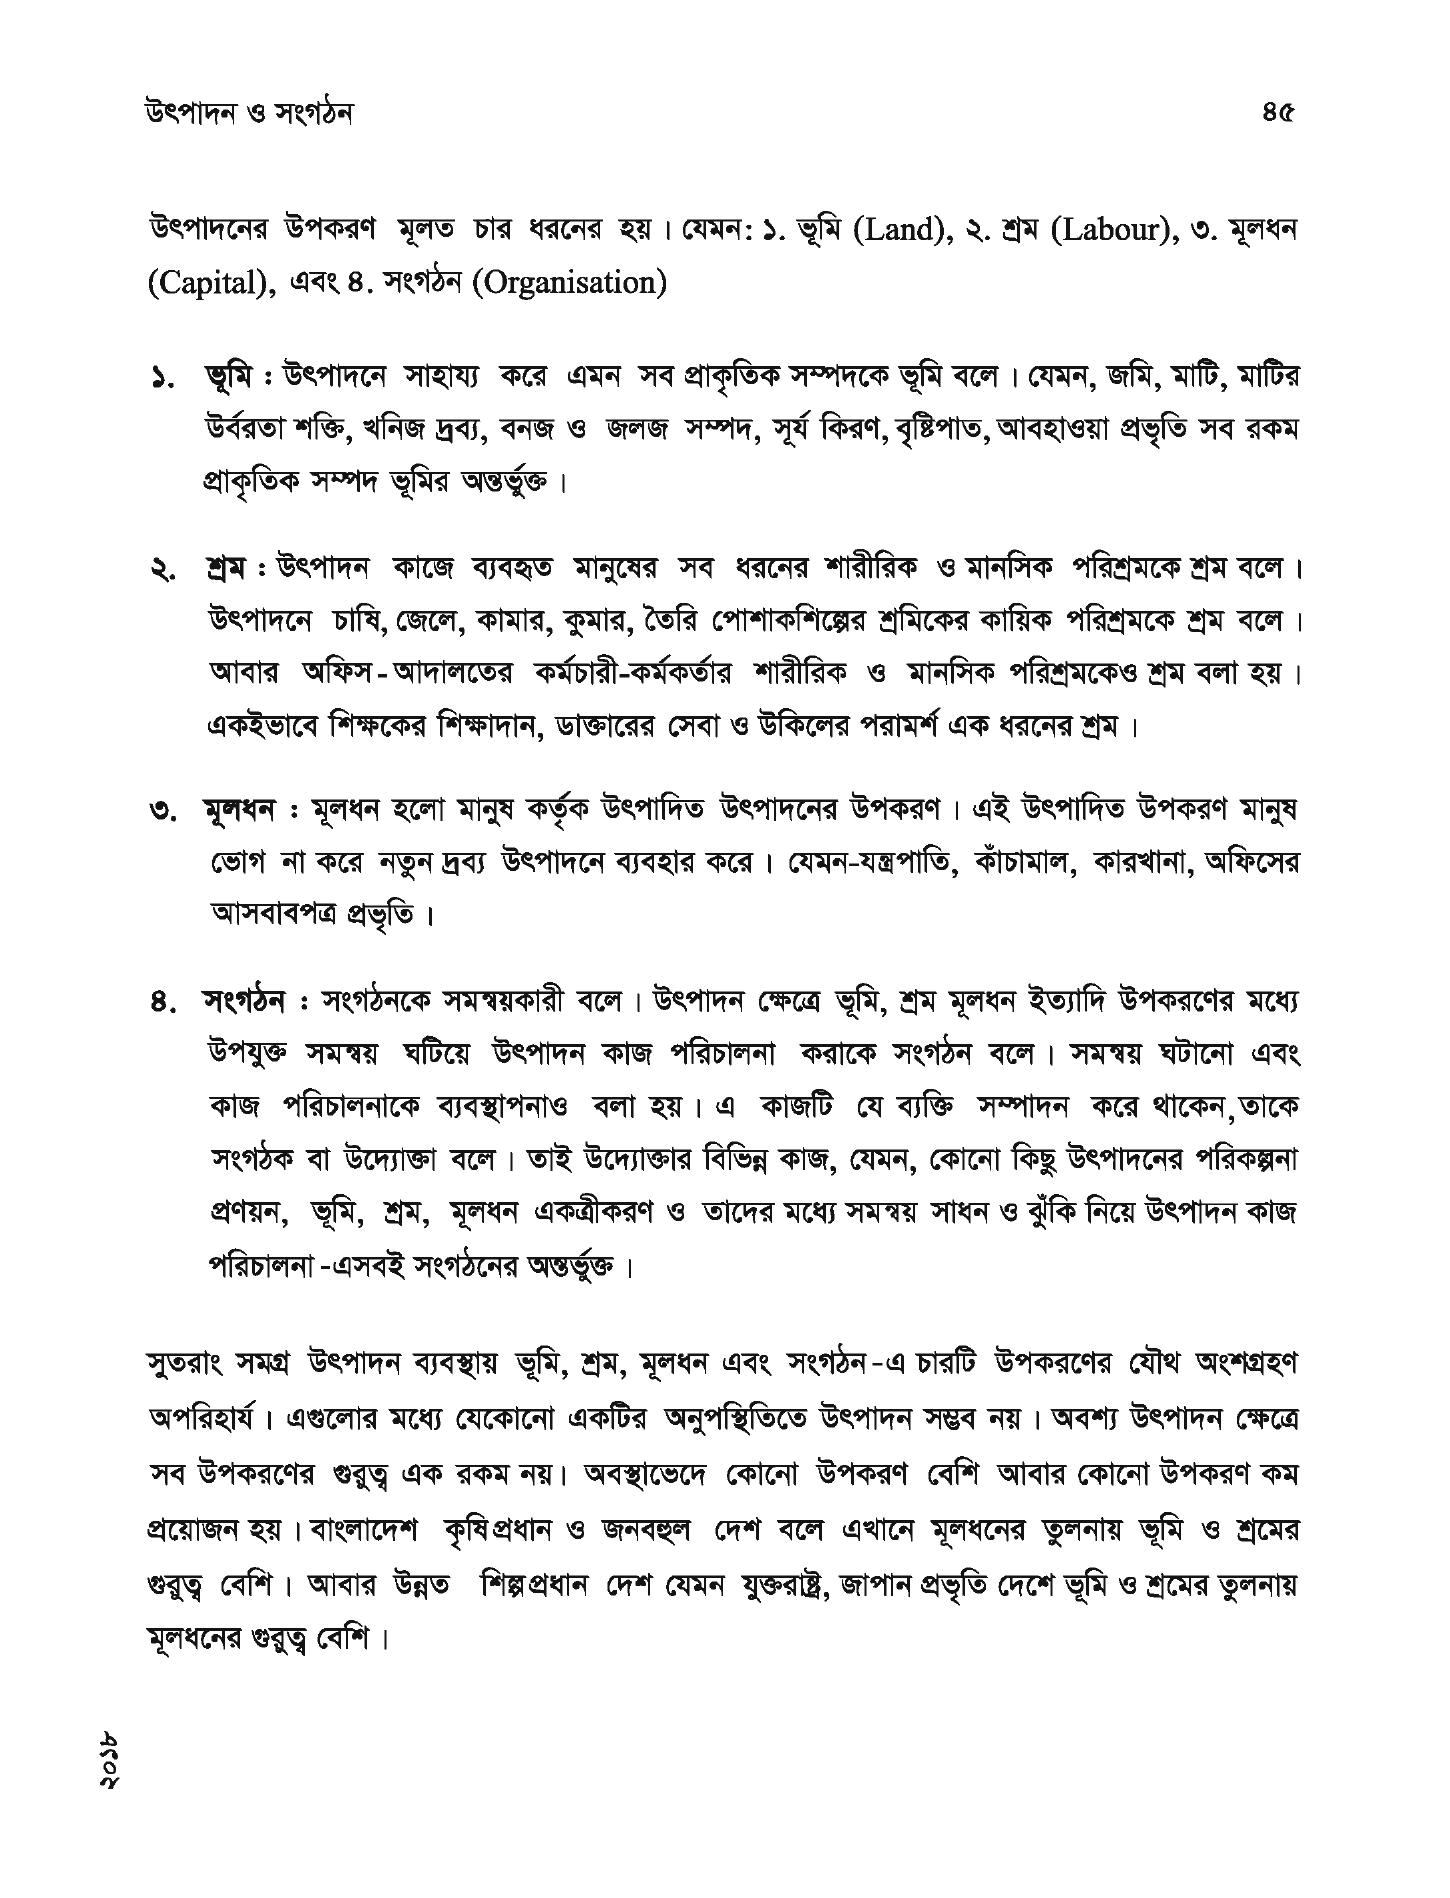 উৎপাদন ও সংগঠন ৪৫
উৎপাদনের উপকরণ মূলত চার ধরনের হয়। যেমন: ১. ভূমি (Land), ২. শ্রম (Labour), ৩. মূলধন
(Capital), এবং ৪. সংগঠন (Organisation)
১. ভূমি : উৎপাদনে সাহায্য করে এমন সব প্রাকৃতিক সম্পদকে ভূমি বলে। যেমন, জমি, মাটি, মাটির
উর্বরতা শক্তি, খনিজ দ্রব্য, বনজ ও জলজ সম্পদ, সূর্য কিরণ, বৃষ্টিপাত, আবহাওয়া প্রভৃতি সব রকম
প্রাকৃতিক সম্পদ ভূমির অন্তর্ভুক্ত।
২. শ্রম : উৎপাদন কাজে ব্যবহৃত মানুষের সব ধরনের শারীরিক ও মানসিক পরিশ্রমকে শ্রম বলে।
উৎপাদনে চাষি, জেলে, কামার, কুমার, তৈরি পোশাকশিল্পের শ্রমিকের কায়িক পরিশ্রমকে শ্রম বলে।
আবার অফিস-আদালতের কর্মচারী-কর্মকর্তার শারীরিক ও মানসিক পরিশ্রমকেও শ্রম বলা হয়।
একইভাবে শিক্ষকের শিক্ষাদান, ডাক্তারের সেবা ও উকিলের পরামর্শ এক ধরনের শ্রম।
৩. মূলধন : মূলধন হলো মানুষ কর্তৃক উৎপাদিত উৎপাদনের উপকরণ। এই উৎপাদিত উপকরণ মানুষ
ভোগ না করে নতুন দ্রব্য উৎপাদনে ব্যবহার করে। যেমন-যন্ত্রপাতি, কাঁচামাল, কারখানা, অফিসের
আসবাবপত্র প্রভৃতি।
৪. সংগঠন : সংগঠনকে সমন্বয়কারী বলে। উৎপাদন ক্ষেত্রে ভূমি, শ্রম মূলধন ইত্যাদি উপকরণের মধ্যে
উপযুক্ত সমন্বয় ঘটিয়ে উৎপাদন কাজ পরিচালনা করাকে সংগঠন বলে। সমন্বয় ঘটানো এবং
কাজ পরিচালনাকে ব্যবস্থাপনাও বলা হয়। এ কাজটি যে ব্যক্তি সম্পাদন করে থাকেন,তাকে
সংগঠক বা উদ্যোক্তা বলে। তাই উদ্যোক্তার বিভিন্ন কাজ, যেমন, কোনো কিছু উৎপাদনের পরিকল্পনা
প্রণয়ন, ভূমি, শ্রম, মূলধন একত্রীকরণ ও তাদের মধ্যে সমন্বয় সাধন ও ঝুঁকি নিয়ে উৎপাদন কাজ
পরিচালনা -এসবই সংগঠনের অন্তর্ভুক্ত।
সুতরাং সমগ্র উৎপাদন ব্যবস্থায় ভূমি, শ্রম, মূলধন এবং সংগঠন-এ চারটি উপকরণের যৌথ অংশগ্রহণ
অপরিহার্য। এগুলোর মধ্যে যেকোনো একটির অনুপস্থিতিতে উৎপাদন সম্ভব নয়। অবশ্য উৎপাদন ক্ষেত্রে
সব উপকরণের গুরুত্ব এক রকম নয়। অবস্থাভেদে কোনো উপকরণ বেশি আবার কোনো উপকরণ কম
প্রয়োজন হয়। বাংলাদেশ কৃষিপ্রধান ও জনবহুল দেশ বলে এখানে মূলধনের তুলনায় ভূমি ও শ্রমের
গুরুত্ব বেশি। আবার উন্নত শিল্পপ্রধান দেশ যেমন যুক্তরাষ্ট্র, জাপান প্রভৃতি দেশে ভূমি ও শ্রমের তুলনায়
মূলধনের গুরুত্ব বেশি।
২০১৮